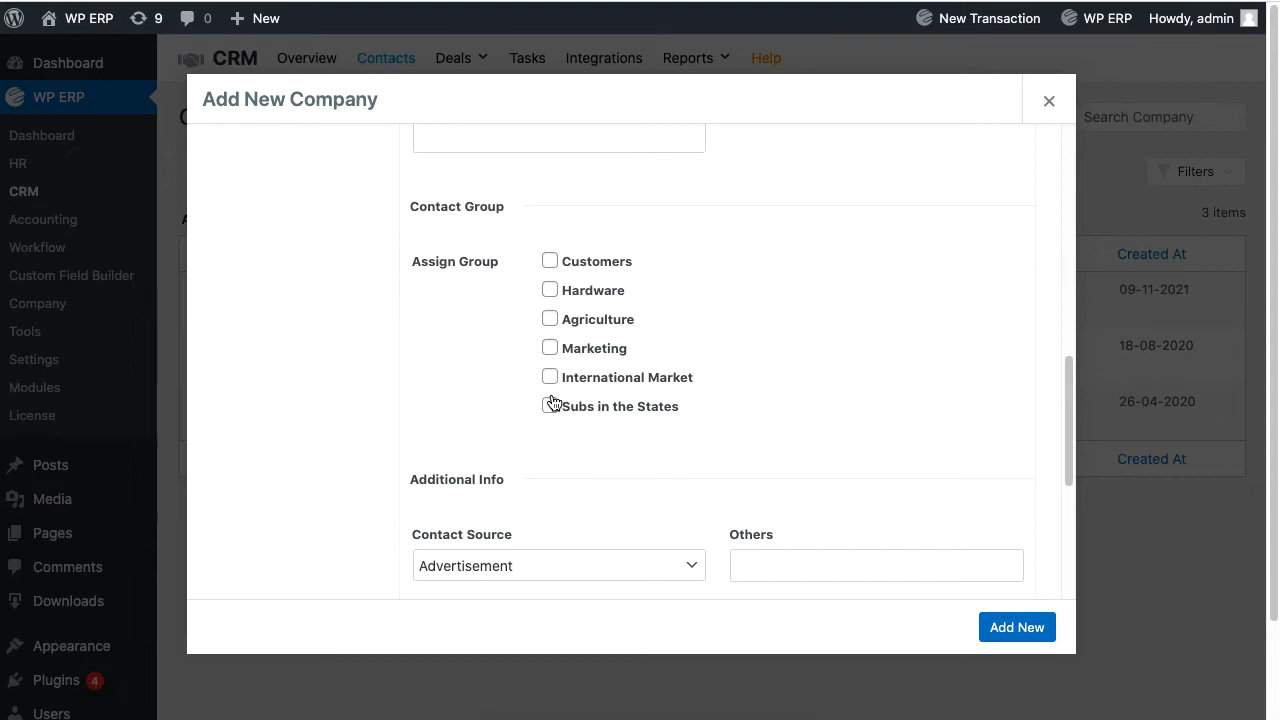 WP ERP 9 0 New New Transaction WP ERP Howdy, admin
Dashboard
WP ERP
Dashboard
HR
CRM
Accounting
Workflow
Custom Field Builder
Company
Tools
Settings
Modules
License
Posts
Media
Pages
Comments
Downloads
Appearance
Plugins 4
Users
CRM Overview Contacts Deals Tasks Integrations Reports Help
Search Company
Filters
3 items
Created At
09-11-2021
18-08-2020
26-04-2020
Created At
Add New Company
Contact Group
Assign Group
Customers
Hardware
Agriculture
Marketing
International Market
Subs in the States
Additional Info
Contact Source Others
Advertisement
Add New